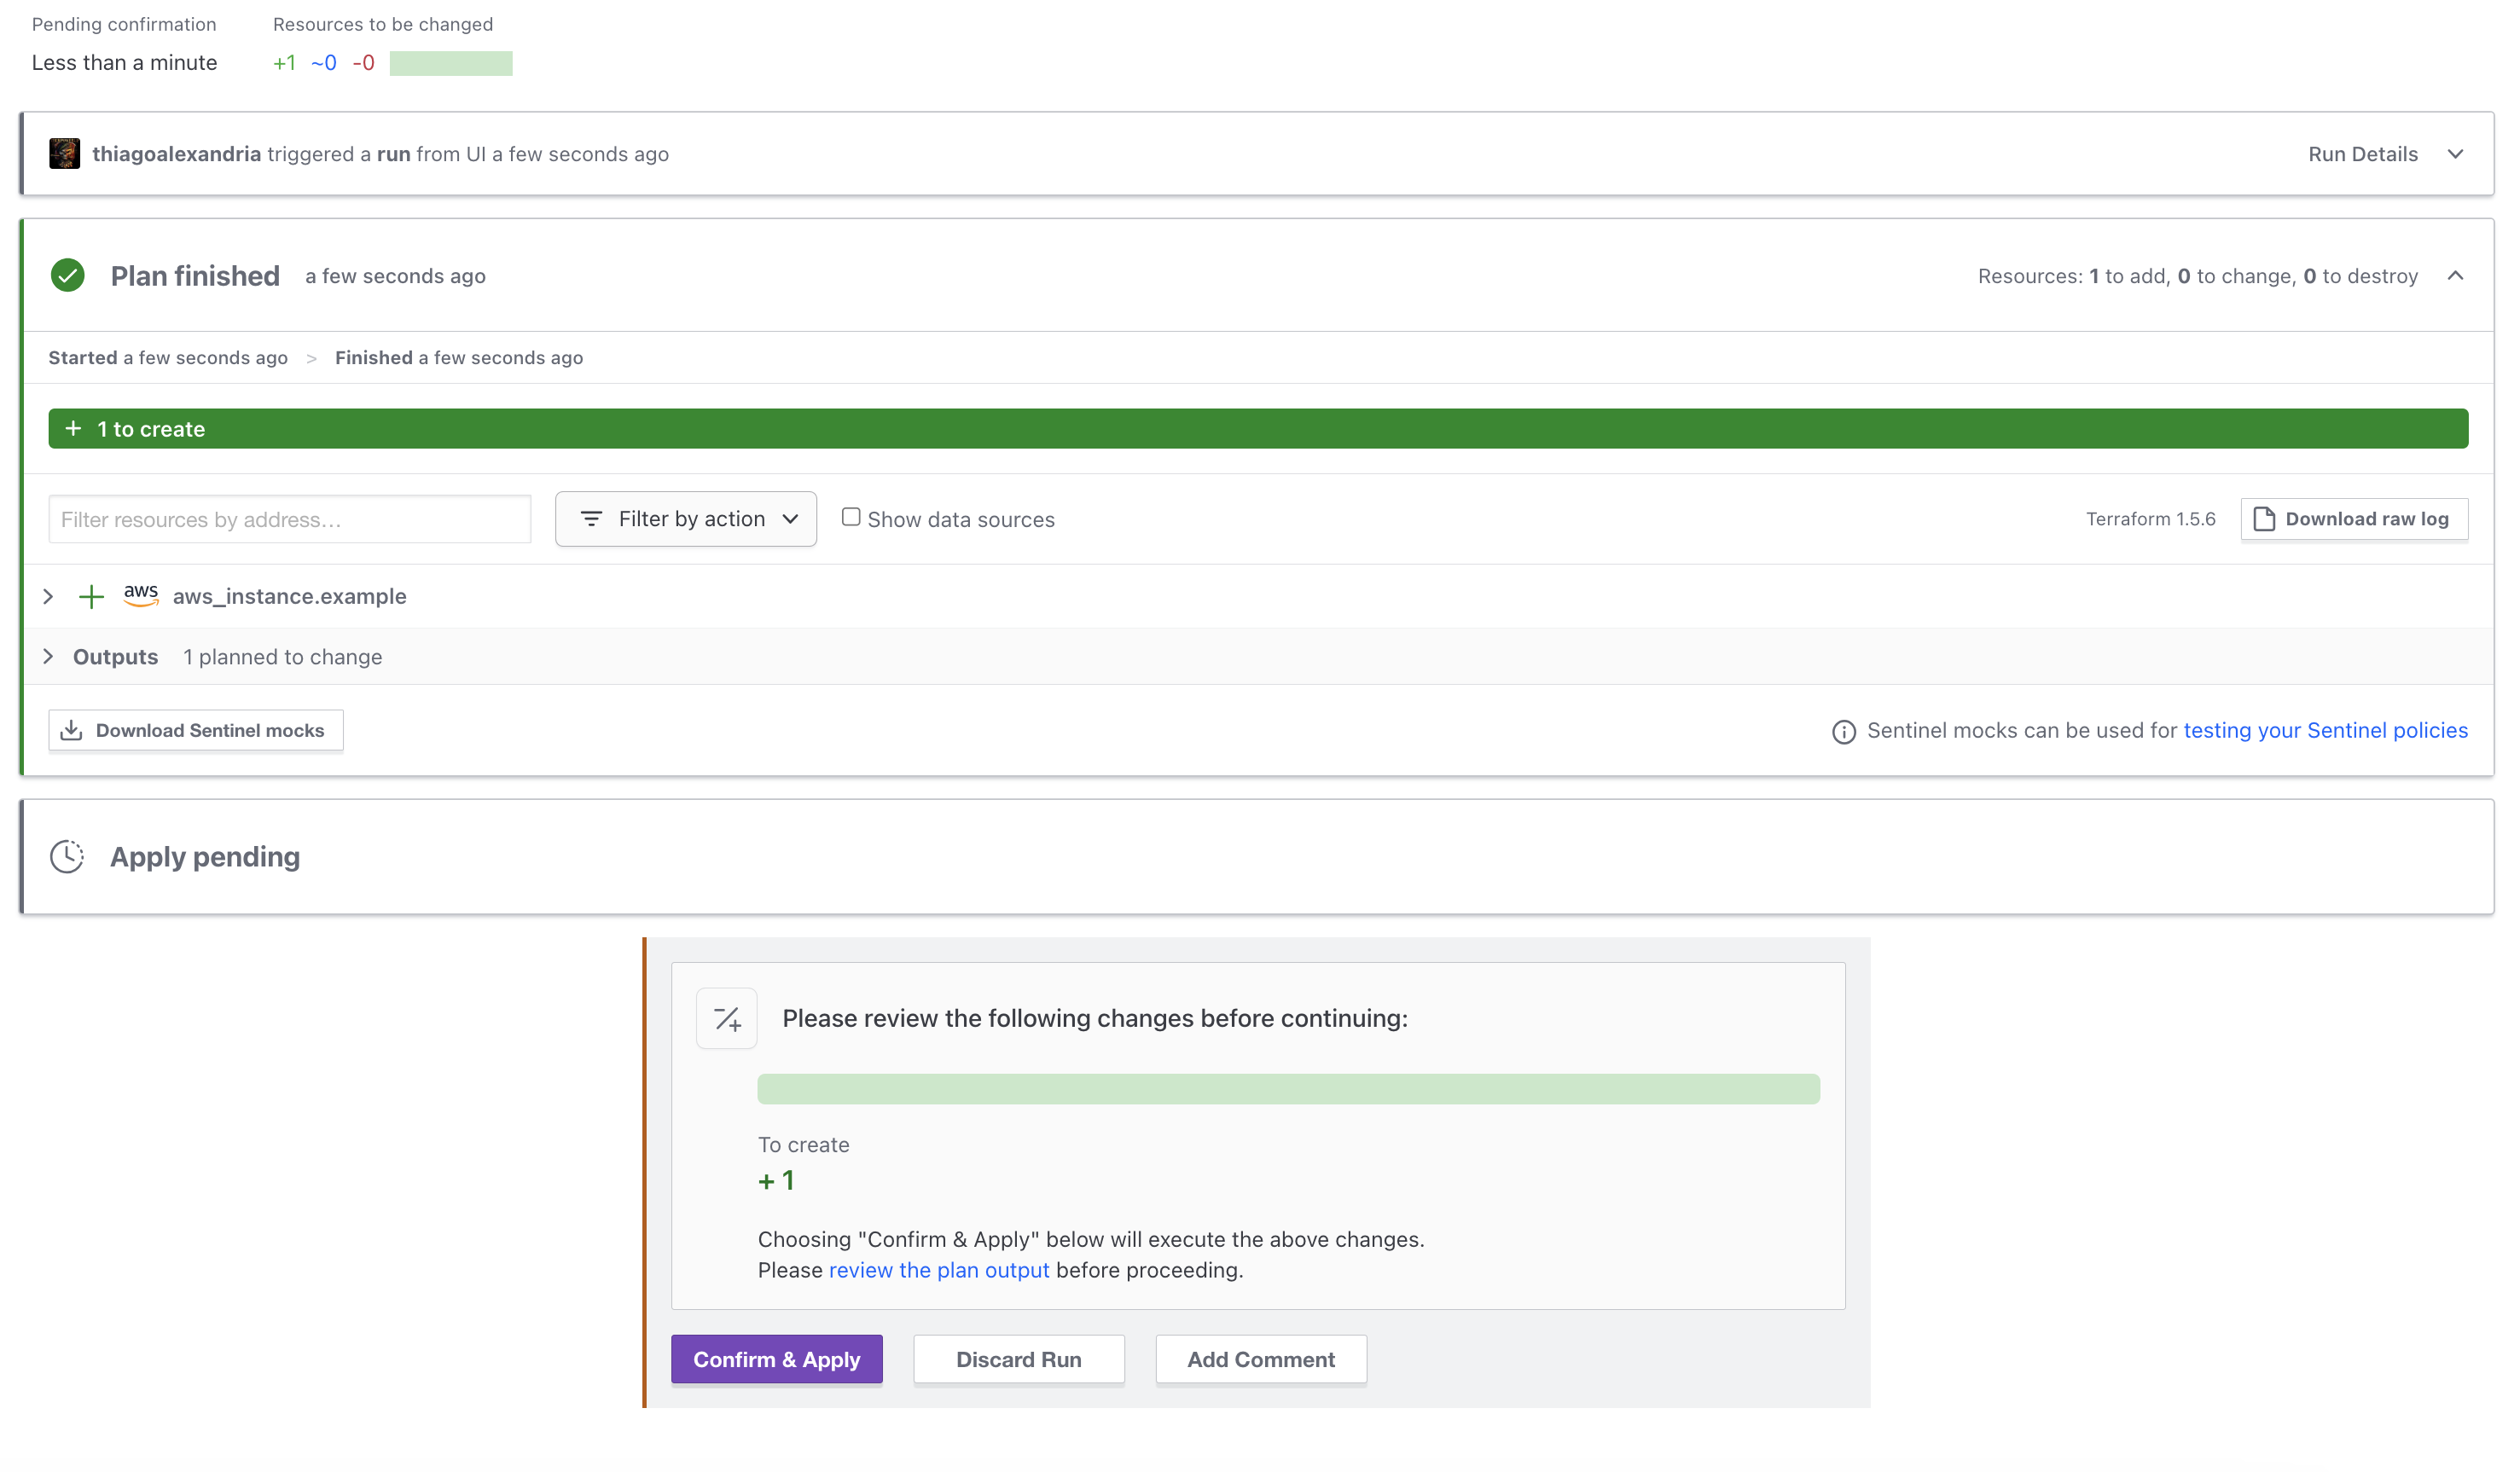 Pending confirmation Resources to be changed
Less than a minute +1 ~0 -0
thiagoalexandria triggered a run from UI a few seconds ago Run Details
Plan finished a few seconds ago Resources: 1 to add, 0 to change, 0 to destroy
Started a few seconds ago > Finished a few seconds ago
+ 1 to create
Filter resources by address… Filter by action Show data sources Terraform 1.5.6 Download raw log
+ aws aws_instance.example
Outputs 1 planned to change
Download Sentinel mocks Sentinel mocks can be used for testing your Sentinel policies
Apply pending
Please review the following changes before continuing:
To create
+ 1
Choosing "Confirm & Apply" below will execute the above changes.
Please review the plan output before proceeding.
Confirm & Apply Discard Run Add Comment